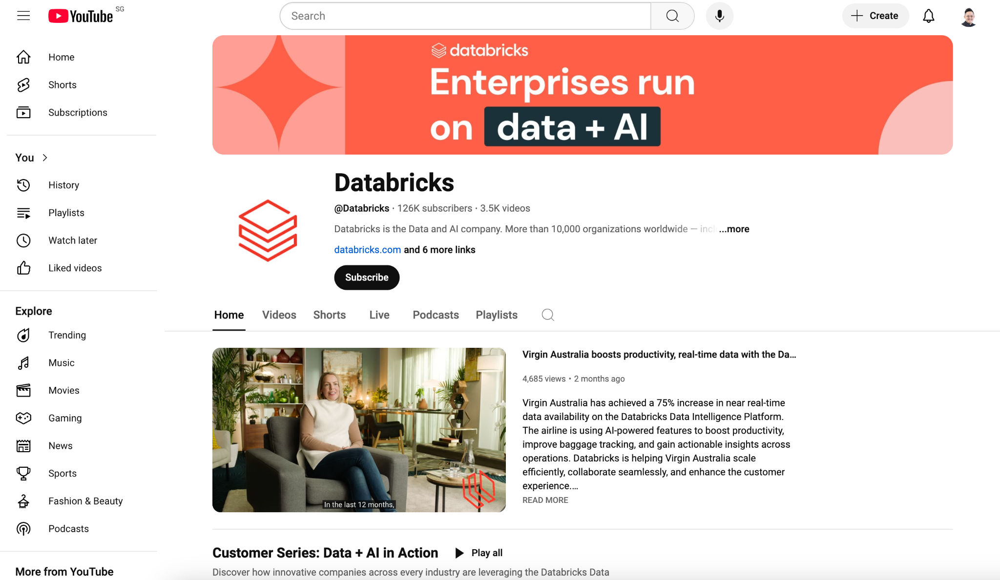 YouTube SG
Search
Create
Home
Shorts
Subscriptions
You
History
Playlists
Watch later
Liked videos
Explore
Trending
Music
Movies
Gaming
News
Sports
Fashion & Beauty
Podcasts
More from YouTube
databricks
Enterprises run
on data + AI
Databricks
@Databricks · 126K subscribers · 3.5K videos
Databricks is the Data and AI company. More than 10,000 organizations worldwide — incl ...more
databricks.com and 6 more links
Subscribe
Home Videos Shorts Live Podcasts Playlists
In the last 12 months,
Virgin Australia boosts productivity, real-time data with the Da...
4,685 views • 2 months ago
Virgin Australia has achieved a 75% increase in near real-time
data availability on the Databricks Data Intelligence Platform.
The airline is using AI-powered features to boost productivity,
improve baggage tracking, and gain actionable insights across
operations. Databricks is helping Virgin Australia scale
efficiently, collaborate seamlessly, and enhance the customer
experience....
READ MORE
Customer Series: Data + AI in Action Play all
Discover how innovative companies across every industry are leveraging the Databricks Data